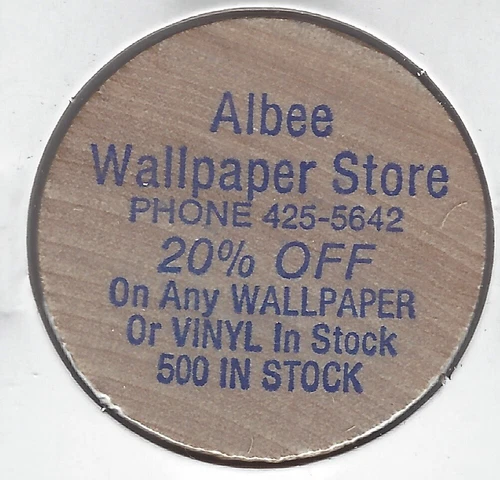 Albee
Wallpaper Store
PHONE 425-5642
20% OFF
On Any WALLPAPER
Or VINYL In Stock
500 IN STOCK